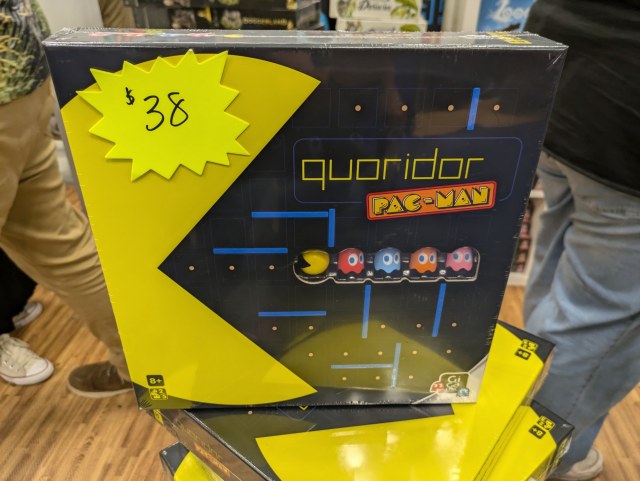 $38
quoridor
PAC-MAN
8+